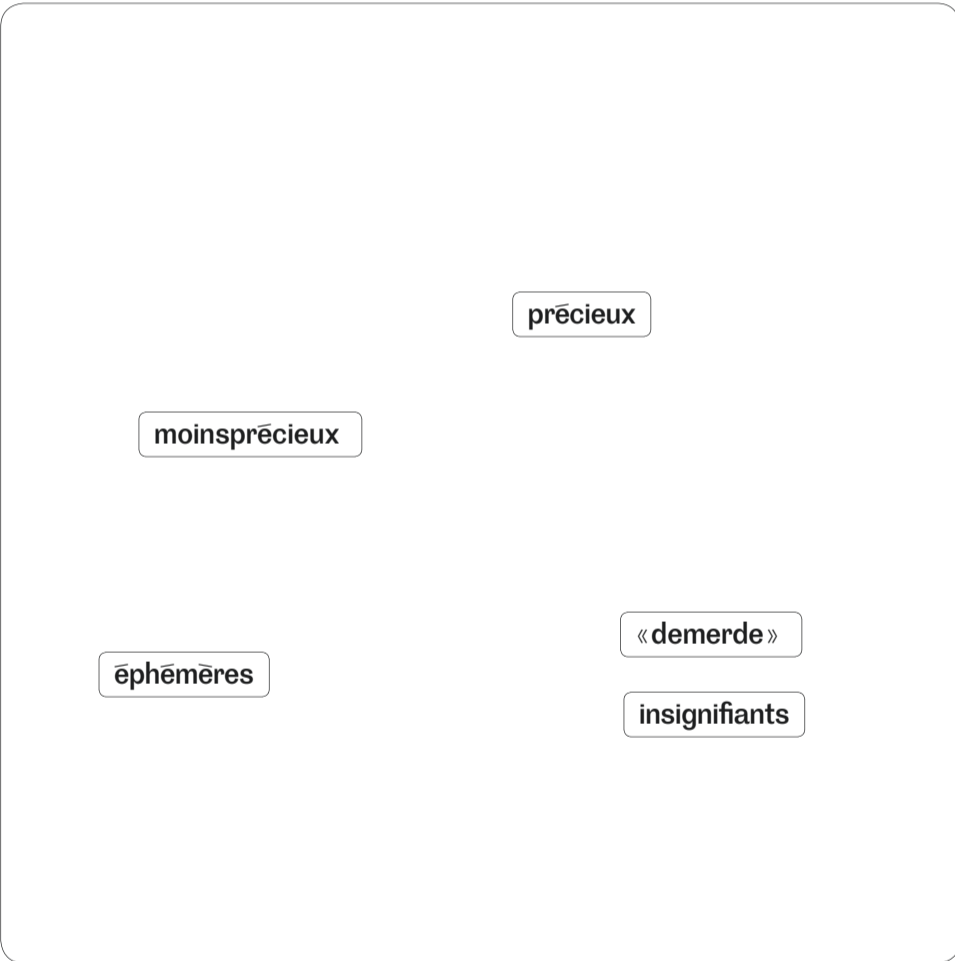 précieux
moinsprécieux
«demerde»
éphémères
insignifiants